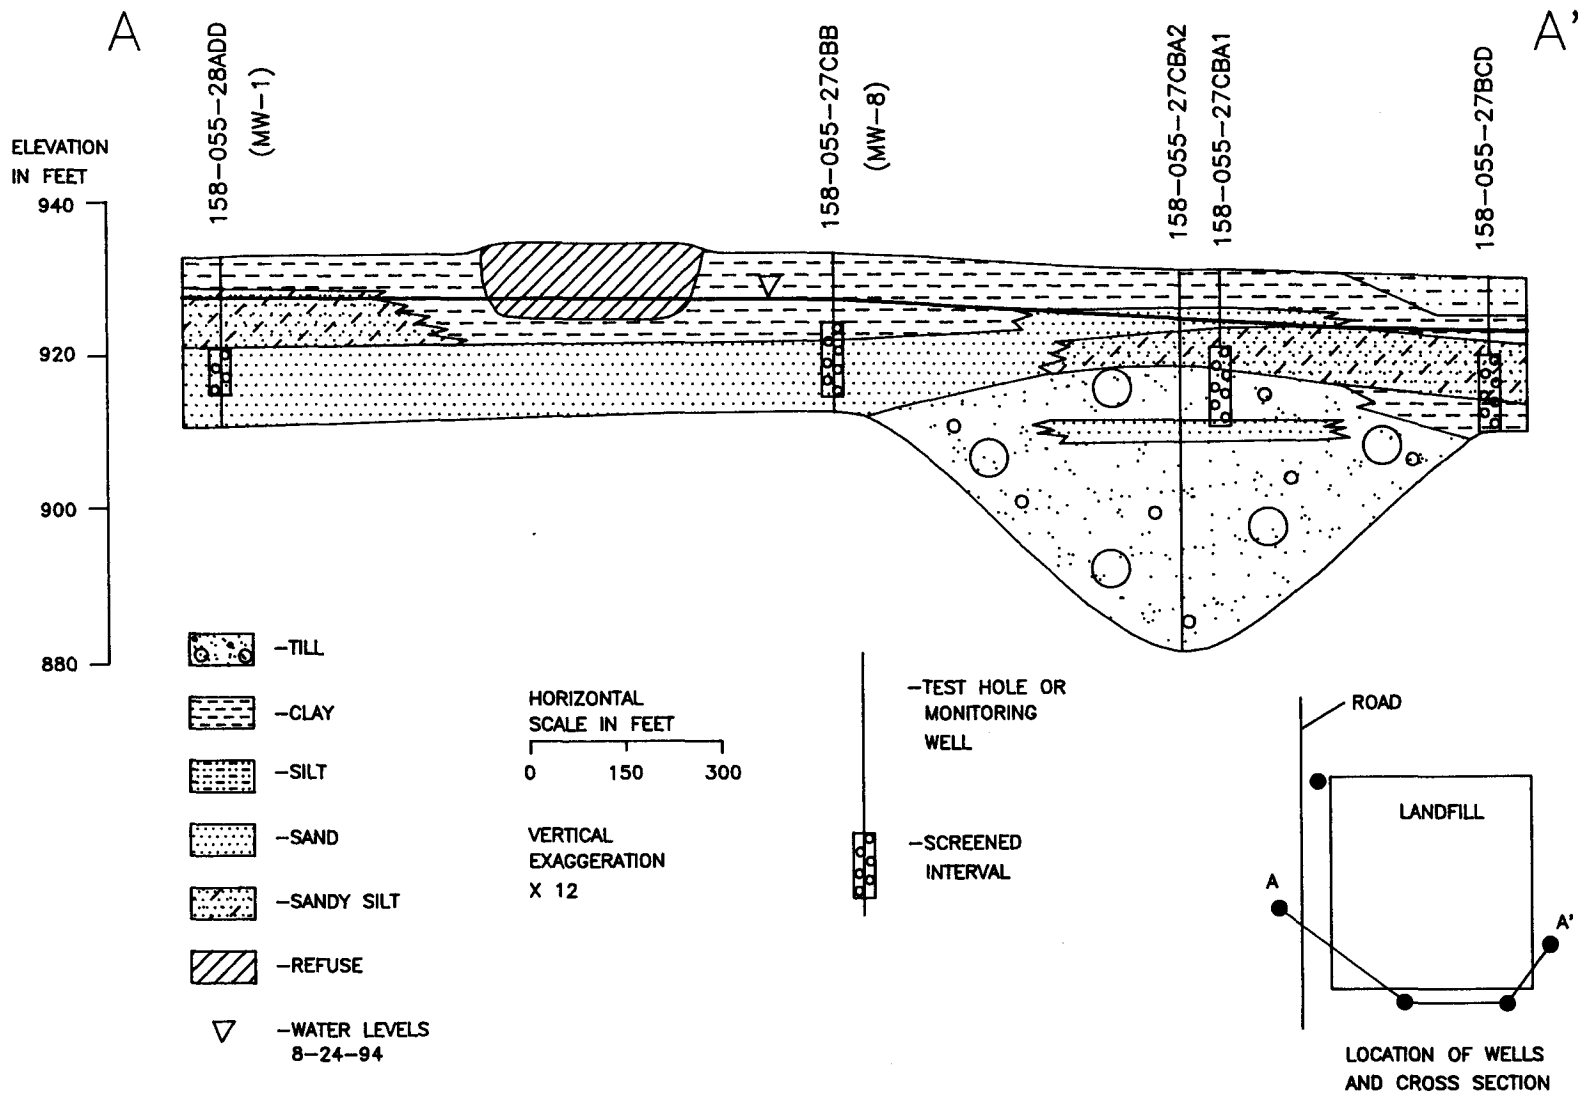 A
A'
158-055-28ADD
(MW-1)
158-055-27CBB
(MW-8)
158-055-27CBA2
158-055-27CBA1
158-055-27BCD
ELEVATION
IN FEET
940
920
900
880
-TILL
-CLAY
-SILT
-SAND
-SANDY SILT
-REFUSE
-WATER LEVELS
8-24-94
HORIZONTAL
SCALE IN FEET
0 150 300
VERTICAL
EXAGGERATION
X 12
-TEST HOLE OR
MONITORING
WELL
-SCREENED
INTERVAL
ROAD
LANDFILL
A
A'
LOCATION OF WELLS
AND CROSS SECTION